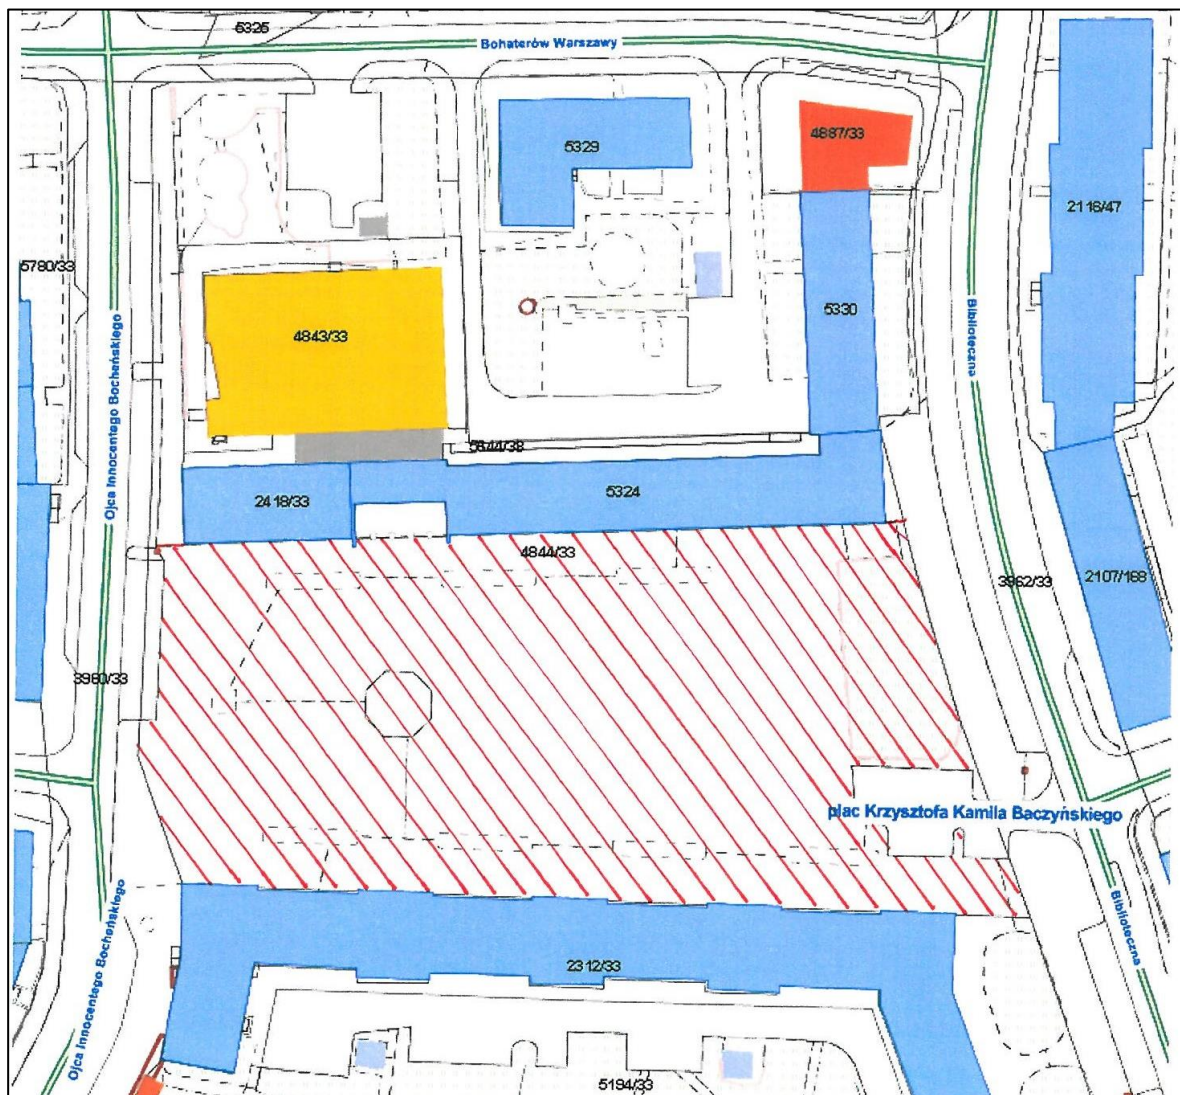 5325
Bohaterów Warszawy
4887/33
5329
2116/47
5780/33
Ojca Innocentego Bocheńskiego
4843/33
5330
Biblioteczna
5644/38
2418/33
5324
4844/33
3962/33
2107/168
3960/33
plac Krzysztofa Kamila Baczyńskiego
Ojca Innocentego Bocheńskiego
Biblioteczna
2312/33
5194/33